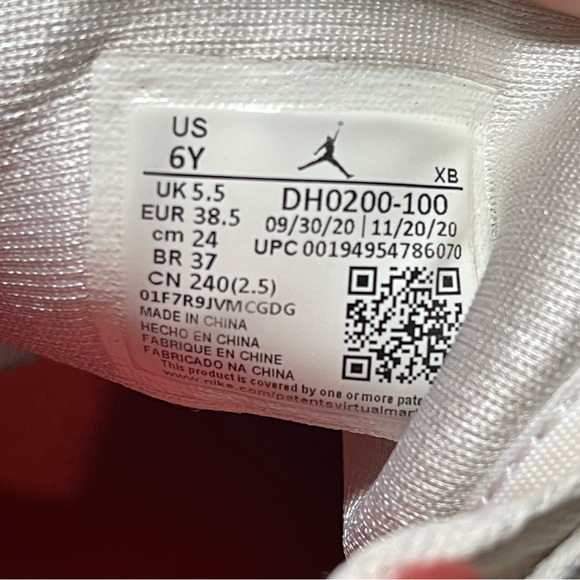 US
6Y
XB
UK 5.5
EUR 38.5
cm 24
BR 37
CN 240(2.5)
DH0200-100
09/30/20 | 11/20/20
UPC 00194954786070
01F7R9JVMCGDG
MADE IN CHINA
HECHO EN CHINA
FABRIQUE EN CHINE
FABRICADO NA CHINA
This product is covered by one or more
www.nike.com/patentsvirtualmar